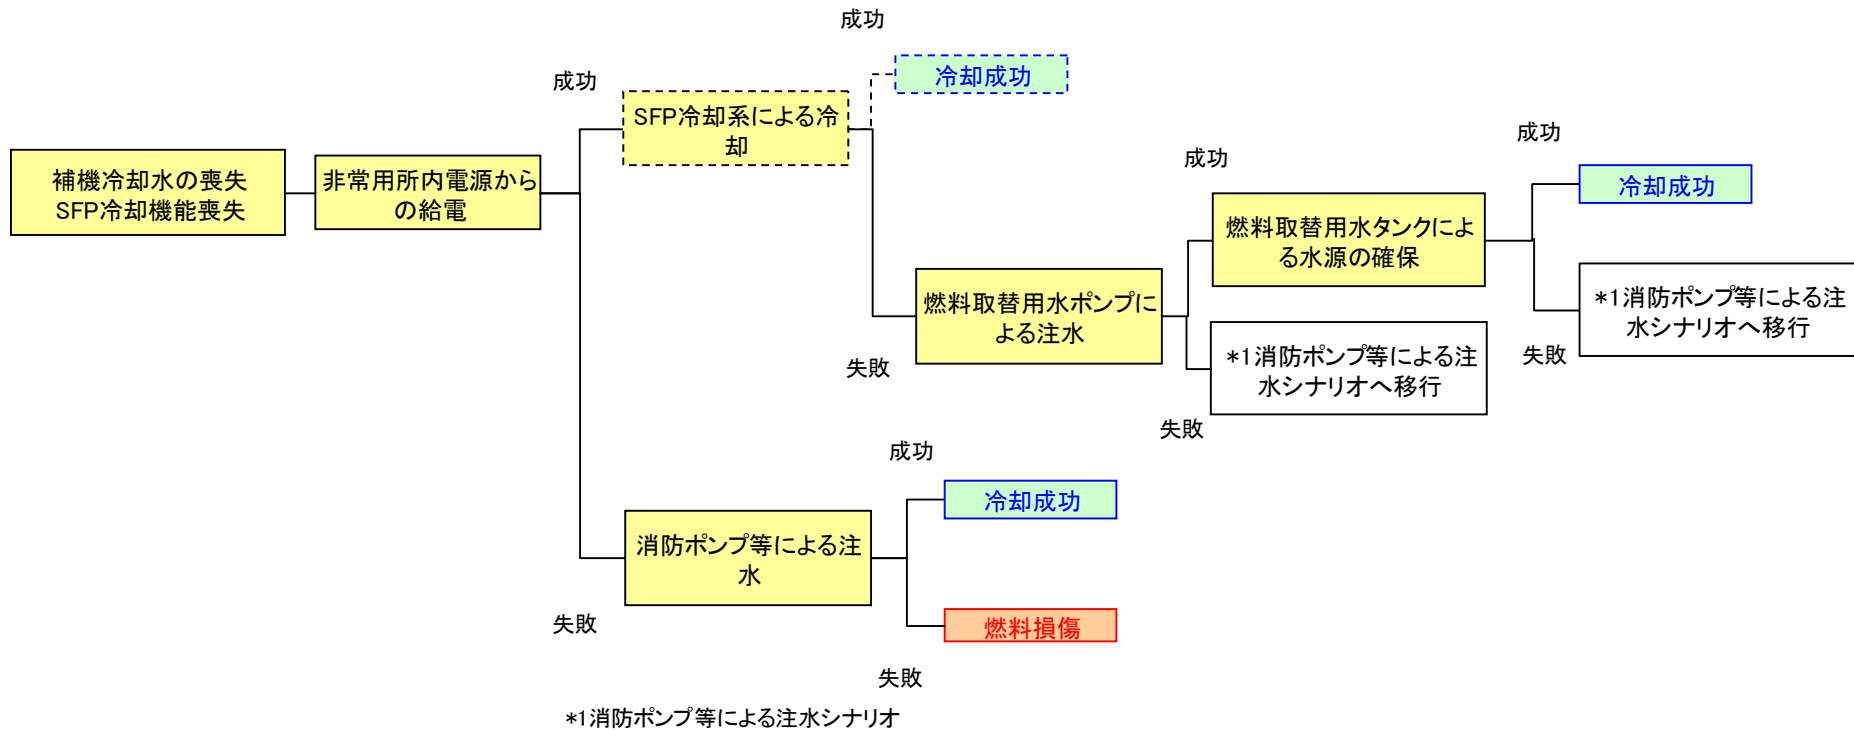 補機冷却水の喪失
SFP冷却機能喪失
非常用所内電源から
の給電
成功
SFP冷却系による冷
却
成功
冷却成功
失敗
燃料取替用水ポンプに
よる注水
成功
燃料取替用水タンクによ
る水源の確保
成功
冷却成功
失敗
*1消防ポンプ等による注
水シナリオへ移行
失敗
*1消防ポンプ等による注
水シナリオへ移行
失敗
消防ポンプ等による注
水
成功
冷却成功
失敗
燃料損傷
*1消防ポンプ等による注水シナリオ